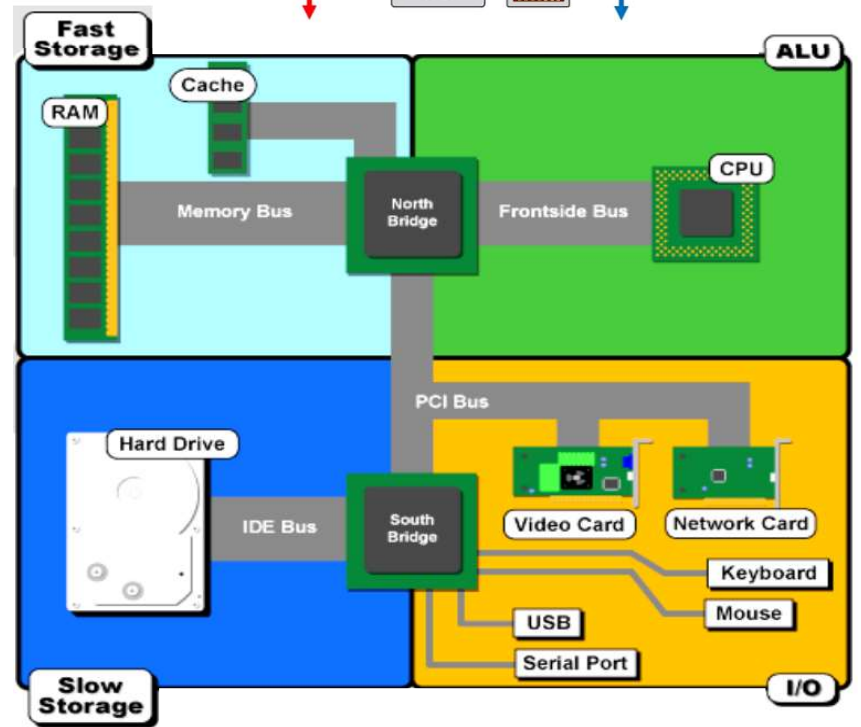 Fast
Storage
ALU
Cache
RAM
CPU
Memory Bus
North
Bridge
Frontside Bus
PCI Bus
Hard Drive
IDE Bus
South
Bridge
Video Card
Network Card
Keyboard
Mouse
USB
Serial Port
Slow
Storage
I/O